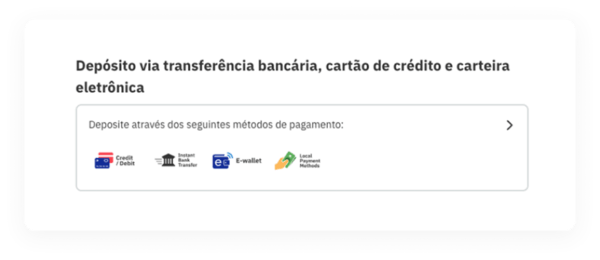 Depósito via transferência bancária, cartão de crédito e carteira
eletrônica
Deposite através dos seguintes métodos de pagamento:
Credit
/ Debit
Instant
Bank
Transfer
E-wallet
Local
Payment
Methods